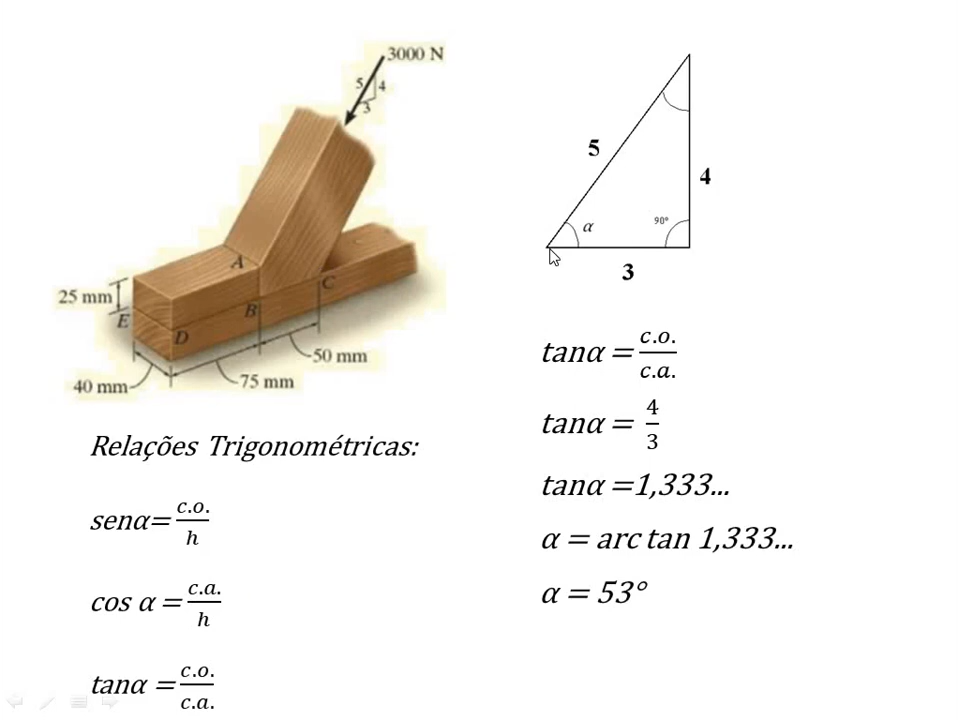 3000 N
5
4
3
A
C
25 mm
B
E
D
50 mm
40 mm
75 mm
Relações Trigonométricas:
senα= c.o./h
cos α = c.a./h
tanα = c.o./c.a.
5
4
α
90°
3
tanα = c.o./c.a.
tanα = 4/3
tanα =1,333...
α = arc tan 1,333...
α = 53°